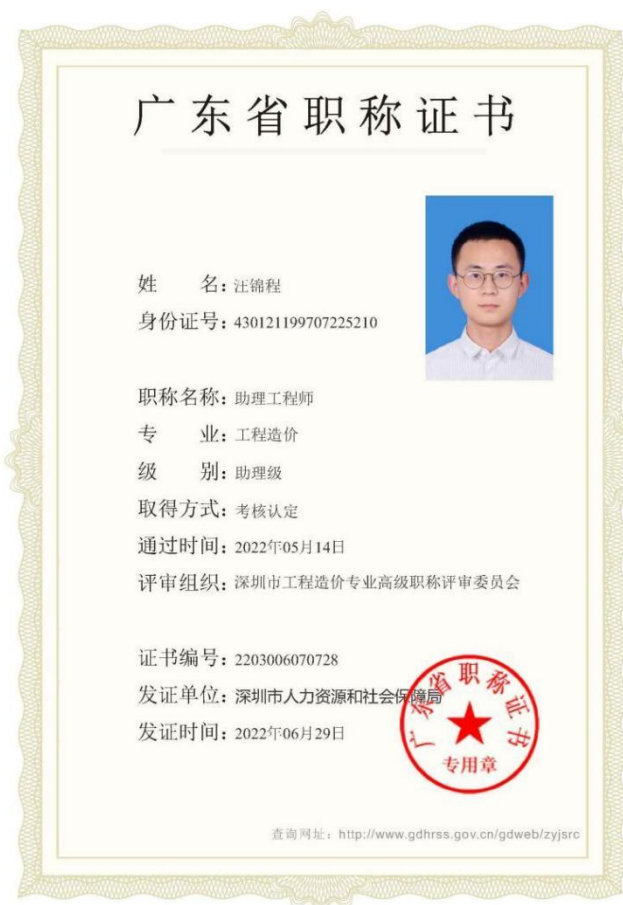 广东省职称证书
姓 名：汪锦程
身份证号：430121199707225210
职称名称：助理工程师
专 业：工程造价
级 别：助理级
取得方式：考核认定
通过时间：2022年05月14日
评审组织：深圳市工程造价专业高级职称评审委员会
证书编号：2203006070728
发证单位：深圳市人力资源和社会保障局
发证时间：2022年06月29日
广东省职称证书
专用章
查询网址：http://www.gdhrss.gov.cn/gdweb/zyjsrc